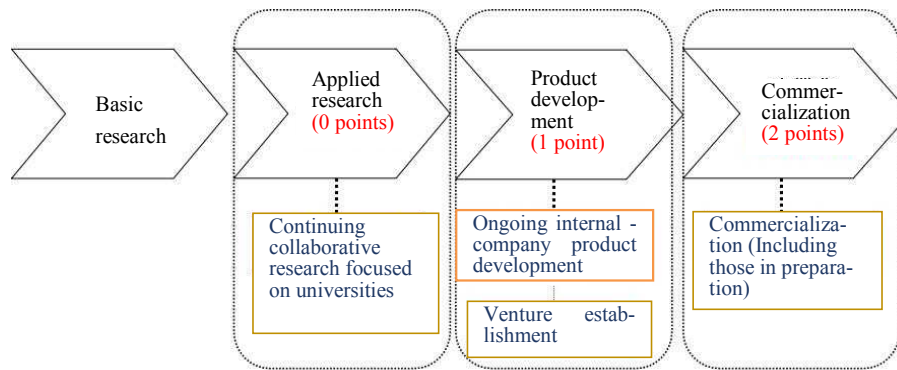 Basic
research
Applied
research
(0 points)
Product
develop-
ment
(1 point)
Commer-
cialization
(2 points)
Continuing
collaborative
research focused
on universities
Ongoing internal -
company product
development
Venture estab-
lishment
Commercializa-
tion (Including
those in prepara-
tion)